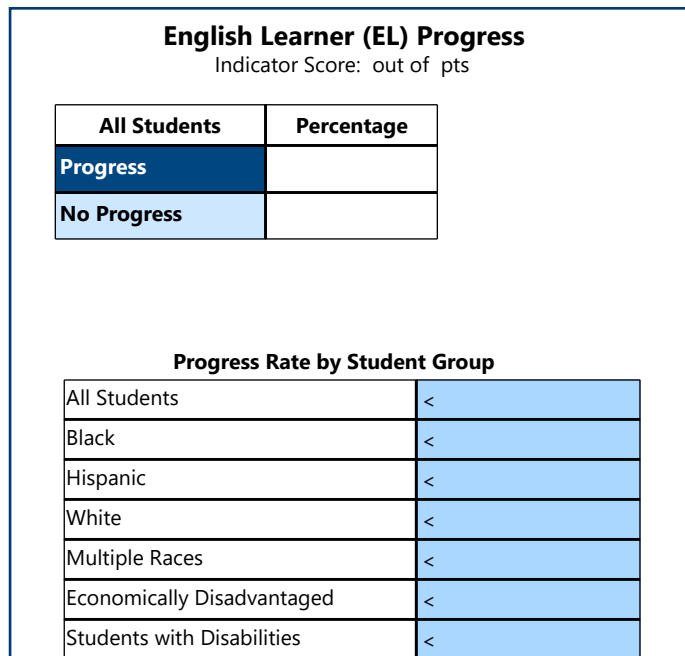 English Learner (EL) Progress
Indicator Score: out of pts
All Students Percentage
Progress
No Progress
Progress Rate by Student Group
All Students <
Black <
Hispanic <
White <
Multiple Races <
Economically Disadvantaged <
Students with Disabilities <